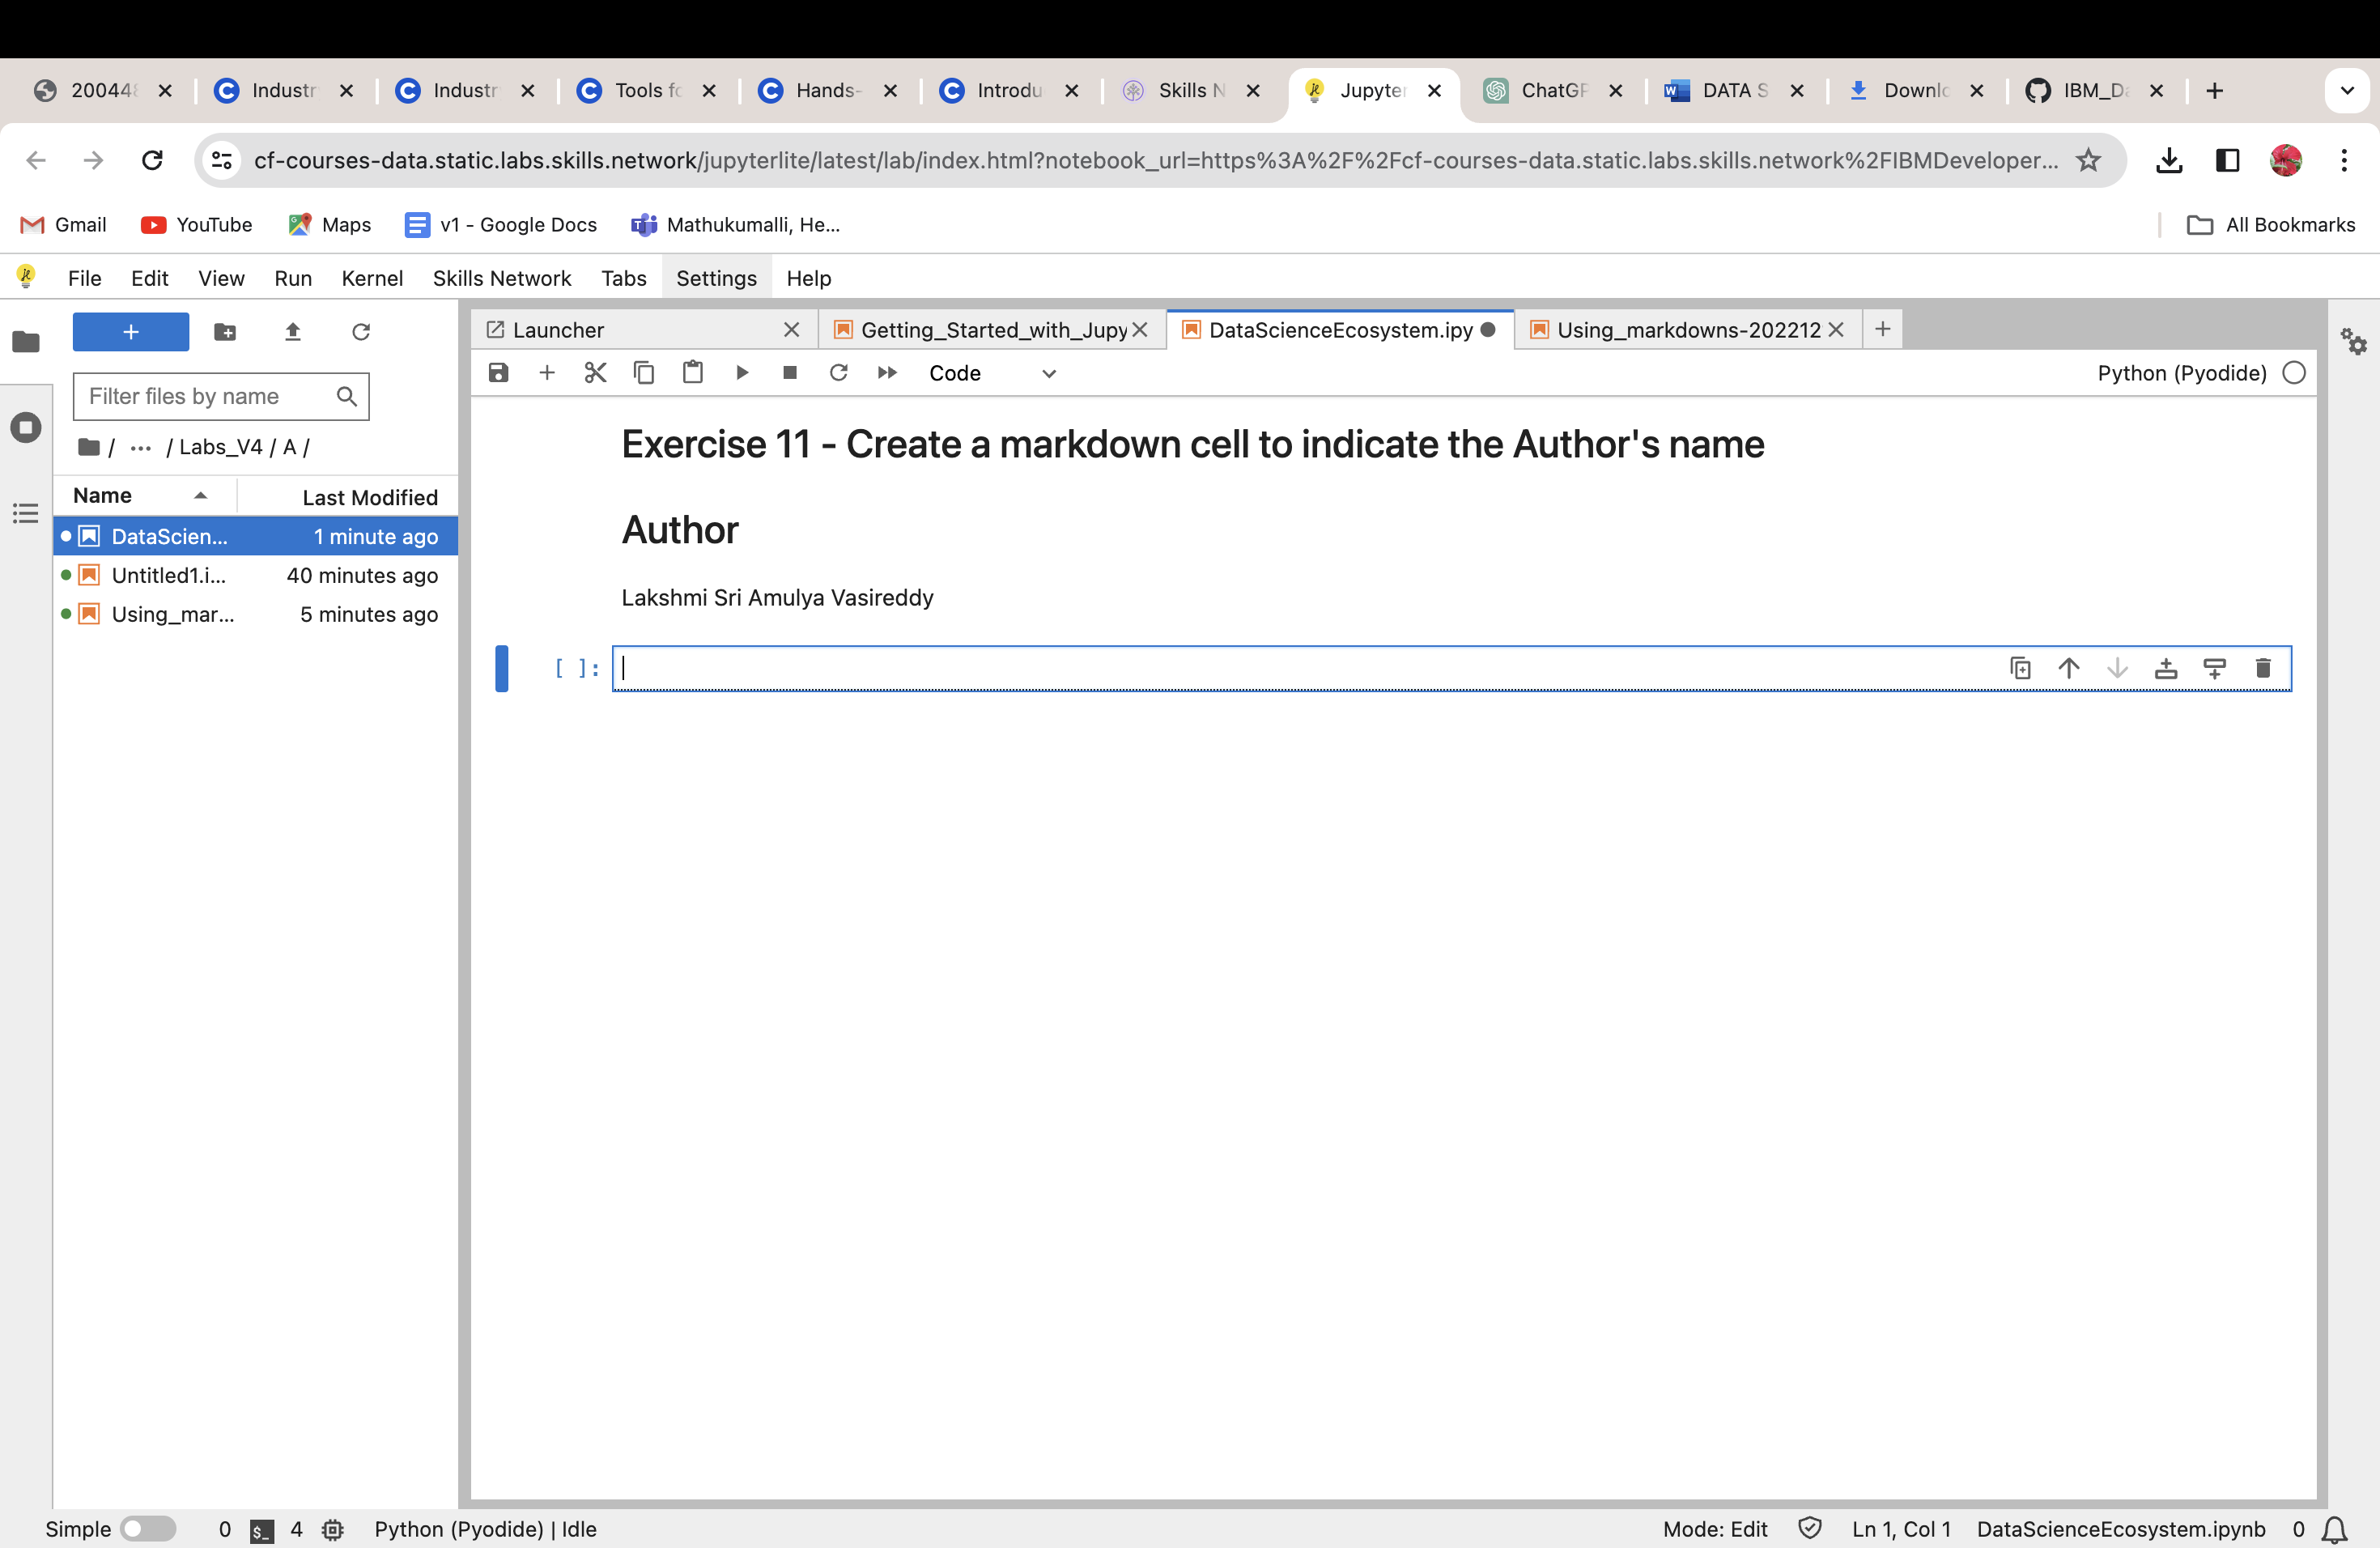 200448
Industr
Industr
Tools fo
Hands-
Introdu
Skills N
Jupyter
ChatGP
DATA S
Downlo
IBM_Da
cf-courses-data.static.labs.skills.network/jupyterlite/latest/lab/index.html?notebook_url=https%3A%2F%2Fcf-courses-data.static.labs.skills.network%2FIBMDeveloper...
Gmail
YouTube
Maps
v1 - Google Docs
Mathukumalli, He...
All Bookmarks
File Edit View Run Kernel Skills Network Tabs Settings Help
Launcher
Getting_Started_with_Jupy
DataScienceEcosystem.ipy
Using_markdowns-202212
Code
Python (Pyodide)
Filter files by name
/ ... / Labs_V4 / A /
Name Last Modified
DataScien... 1 minute ago
Untitled1.i... 40 minutes ago
Using_mar... 5 minutes ago
Exercise 11 - Create a markdown cell to indicate the Author's name
Author
Lakshmi Sri Amulya Vasireddy
[ ]:
Simple 0 $_ 4 Python (Pyodide) | Idle Mode: Edit Ln 1, Col 1 DataScienceEcosystem.ipynb 0